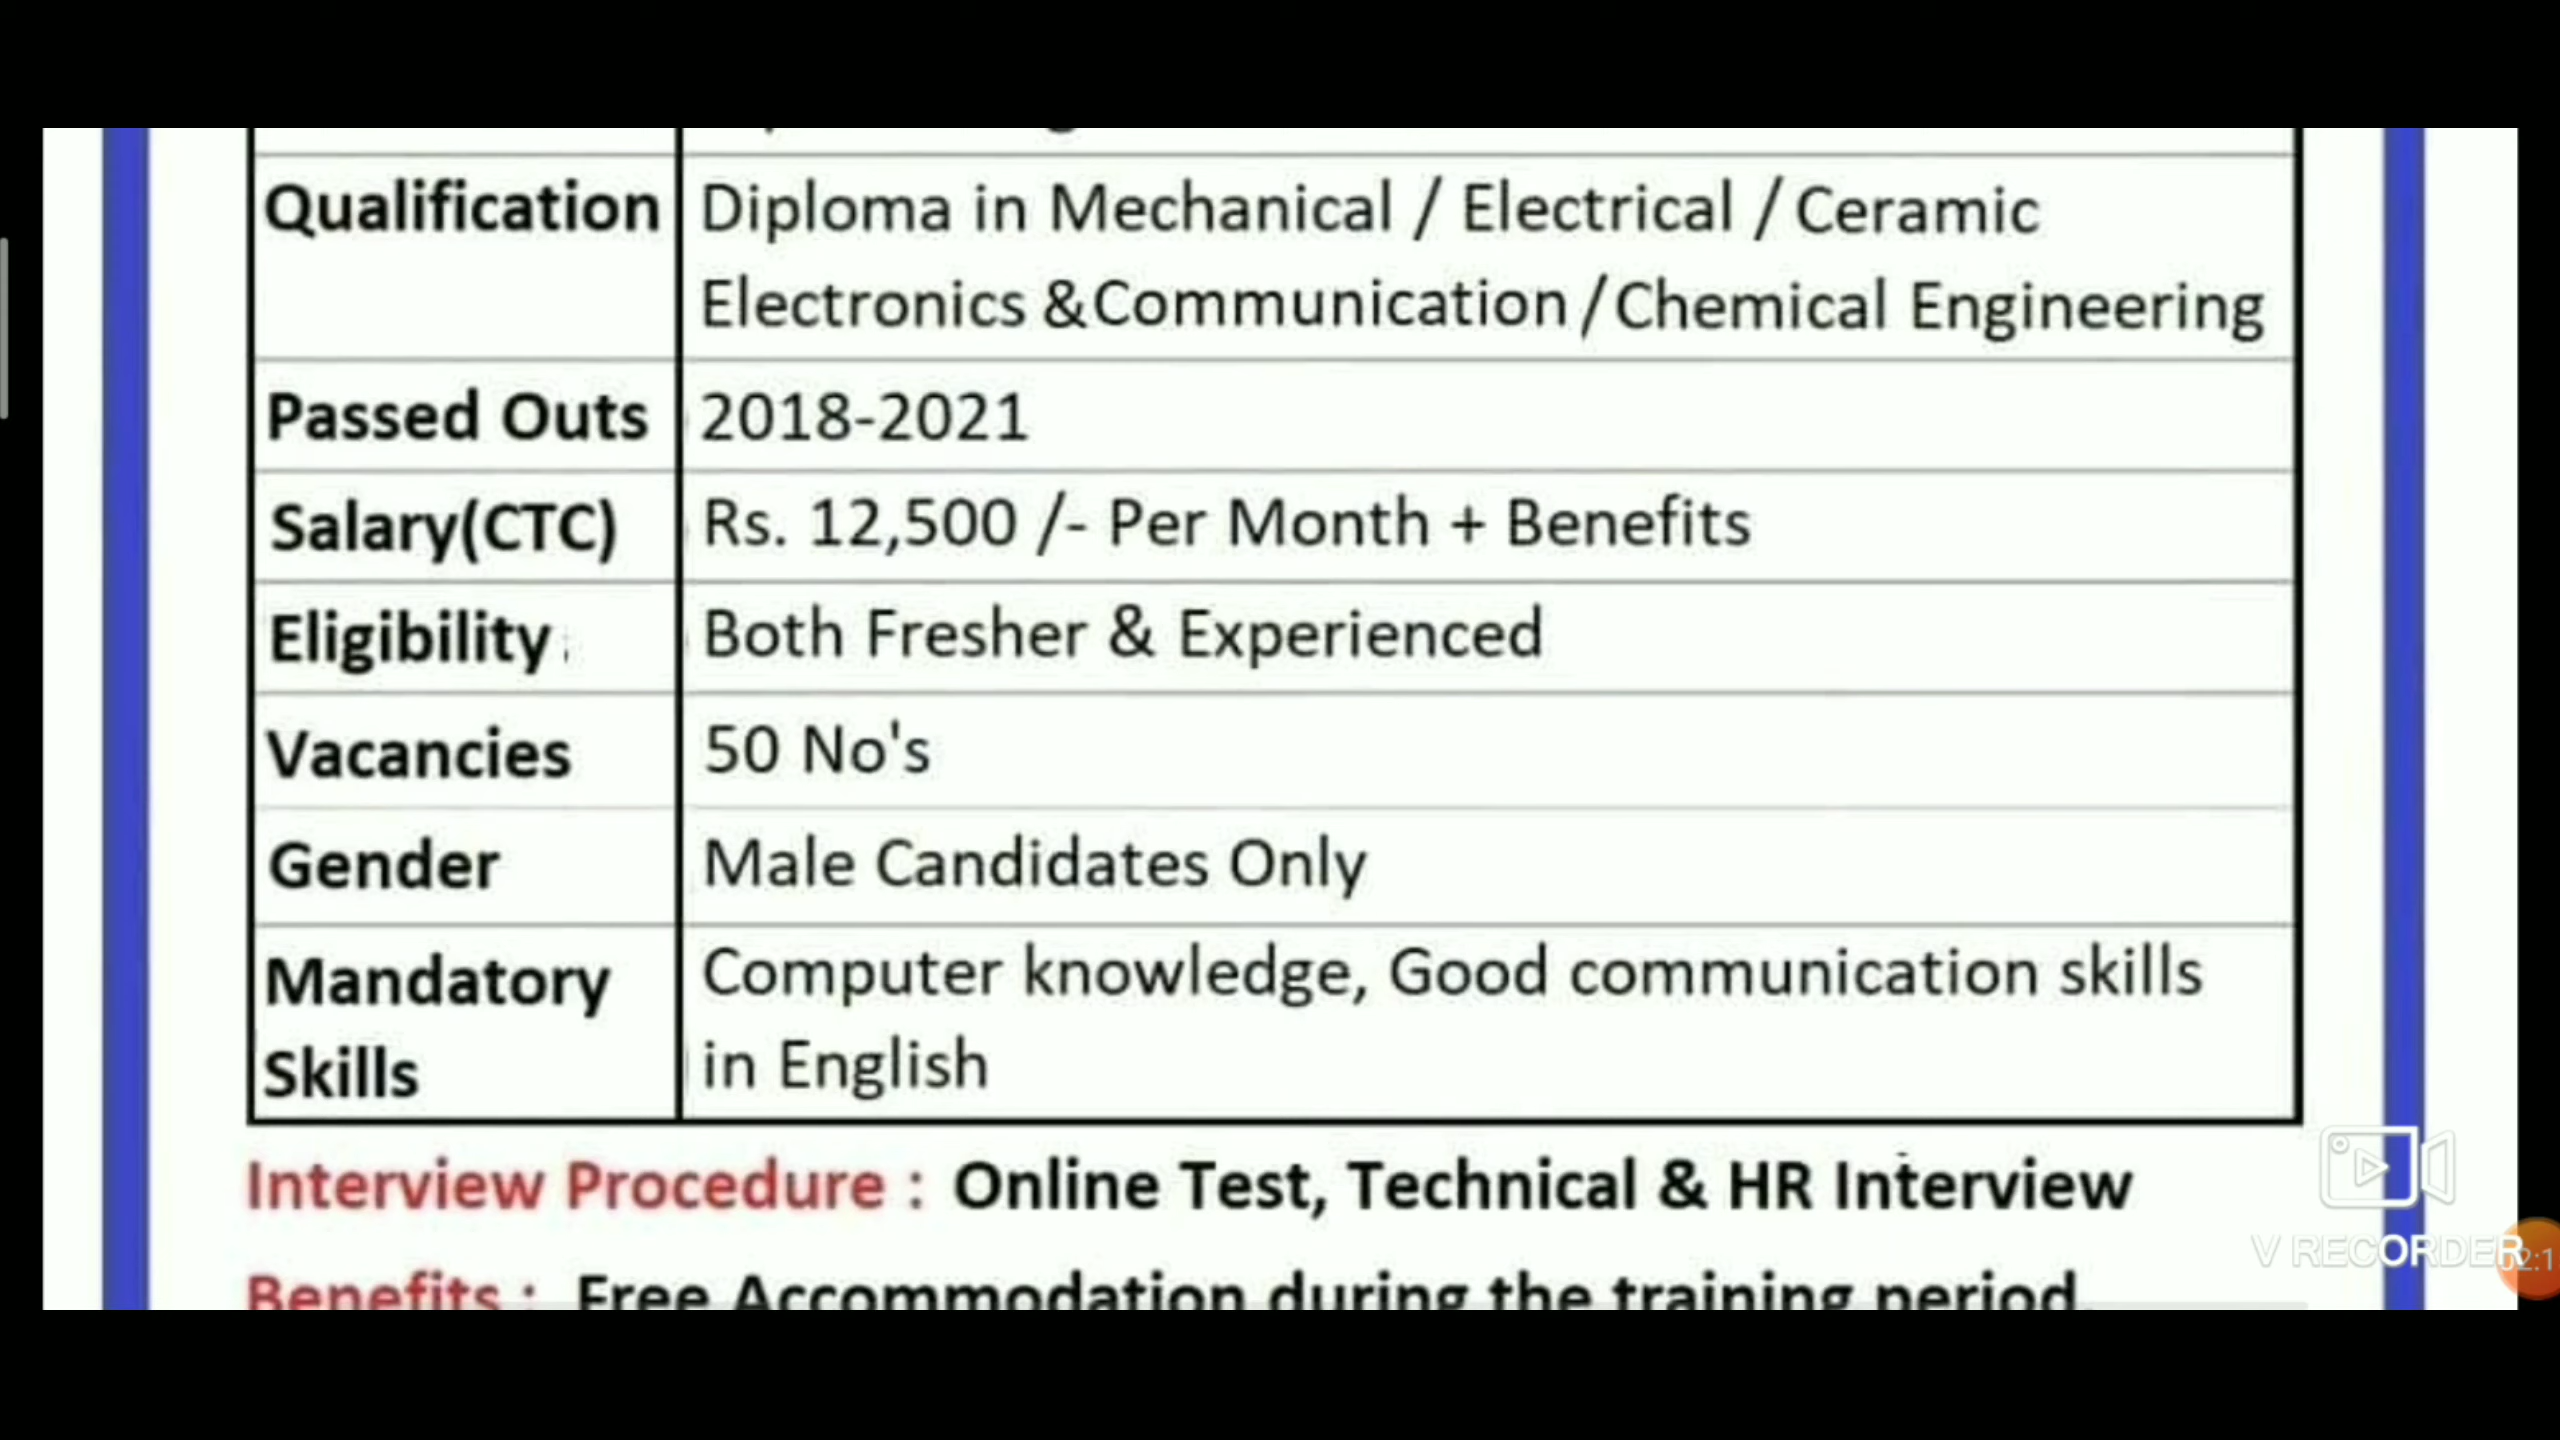 Qualification Diploma in Mechanical / Electrical / Ceramic
Electronics & Communication / Chemical Engineering
Passed Outs 2018-2021
Salary(CTC) Rs. 12,500 /- Per Month + Benefits
Eligibility Both Fresher & Experienced
Vacancies 50 No's
Gender Male Candidates Only
Mandatory Computer knowledge, Good communication skills
Skills in English
Interview Procedure : Online Test, Technical & HR Interview
V RECORDER
Benefits : Free Accommodation during the training period